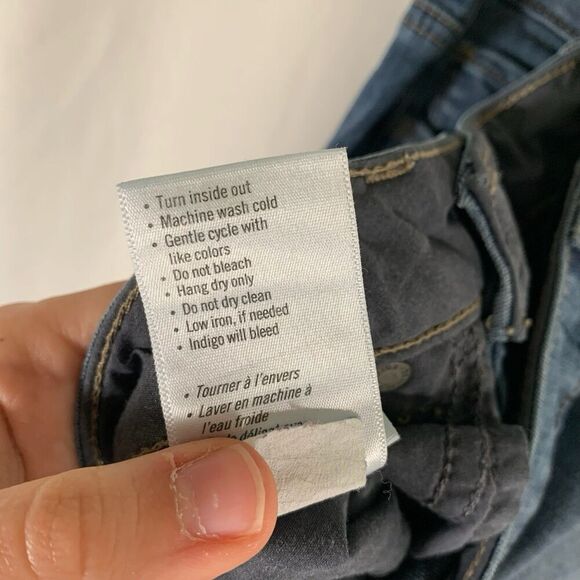 • Turn inside out
• Machine wash cold
• Gentle cycle with
like colors
• Do not bleach
• Hang dry only
• Do not dry clean
• Low iron, if needed
• Indigo will bleed
• Tourner à l'envers
• Laver en machine à
l'eau froide
délicat